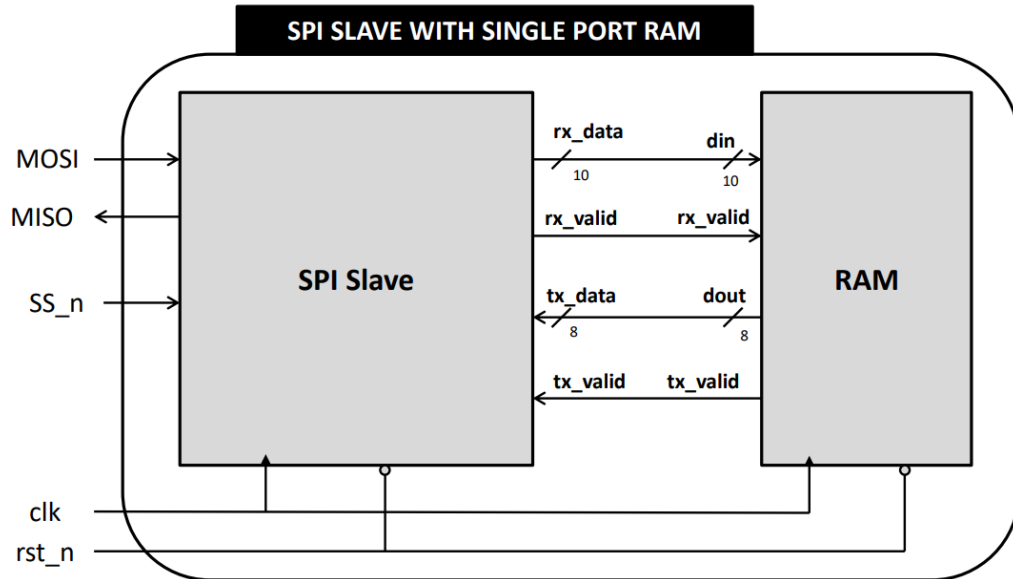 SPI SLAVE WITH SINGLE PORT RAM
MOSI
MISO
SS_n
clk
rst_n
SPI Slave
rx_data
10
din
10
rx_valid
rx_valid
tx_data
8
dout
8
tx_valid
tx_valid
RAM